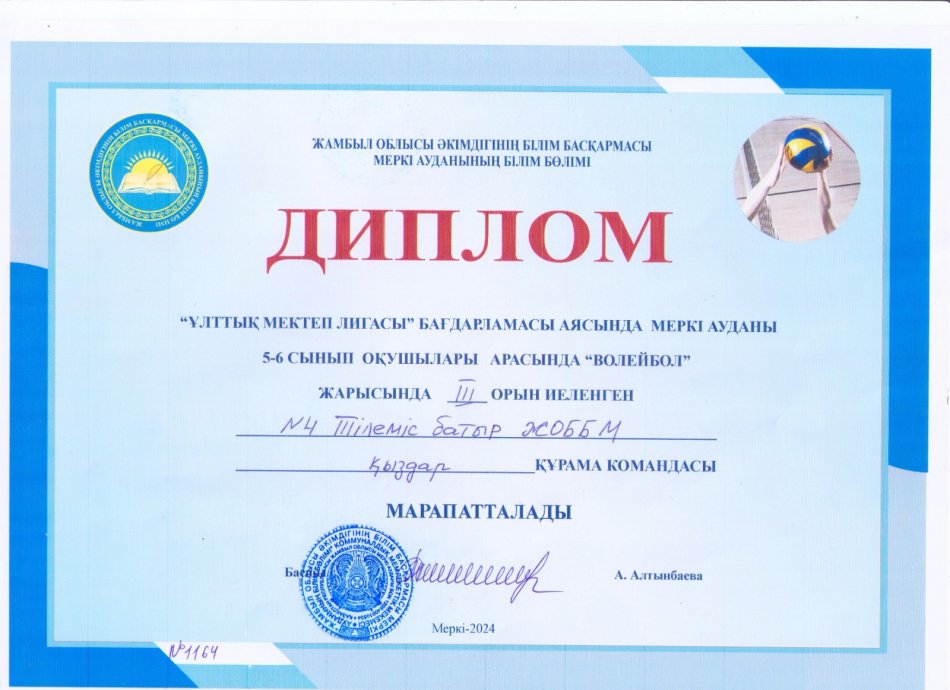 ЖАМБЫЛ ОБЛЫСЫ ӘКІМДІГІНІҢ БІЛІМ БАСҚАРМАСЫ
МЕРКІ АУДАНЫНЫҢ БІЛІМ БӨЛІМІ
ДИПЛОМ
“ҰЛТТЫҚ МЕКТЕП ЛИГАСЫ” БАҒДАРЛАМАСЫ АЯСЫНДА МЕРКІ АУДАНЫ
5-6 СЫНЫП ОҚУШЫЛАРЫ АРАСЫНДА “ВОЛЕЙБОЛ”
ЖАРЫСЫНДА III ОРЫН ИЕЛЕНГЕН
N4 Тілеміс батыр ЖОББМ
қыздар ҚҰРАМА КОМАНДАСЫ
МАРАПАТТАЛАДЫ
А. Алтынбаева
Меркі-2024
№1164